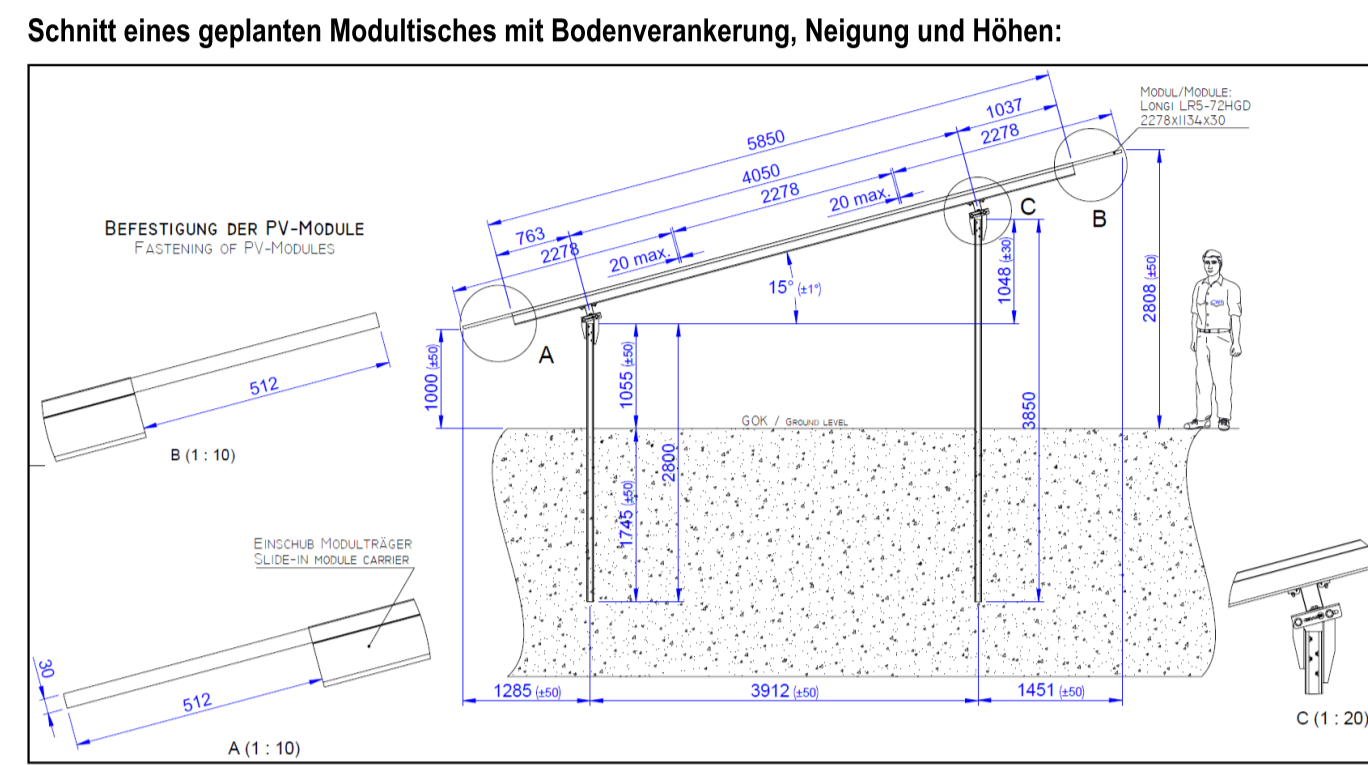 Schnitt eines geplanten Modultisches mit Bodenverankerung, Neigung und Höhen:
MODUL/MODULE:
LONGI LR5-72HGD
2278x1134x30
5850
1037
2278
4050
2278
20 max.
763
2278
20 max.
BEFESTIGUNG DER PV-MODULE
FASTENING OF PV-MODULES
C
B
A
15° (±1°)
1048 (±30)
2808 (±50)
1000 (±50)
1055 (±50)
3850
2800
1745 (±50)
GOK / GROUND LEVEL
512
B (1 : 10)
EINSCHUB MODULTRÄGER
SLIDE-IN MODULE CARRIER
30
512
A (1 : 10)
1285 (±50)
3912 (±50)
1451 (±50)
C (1 : 20)